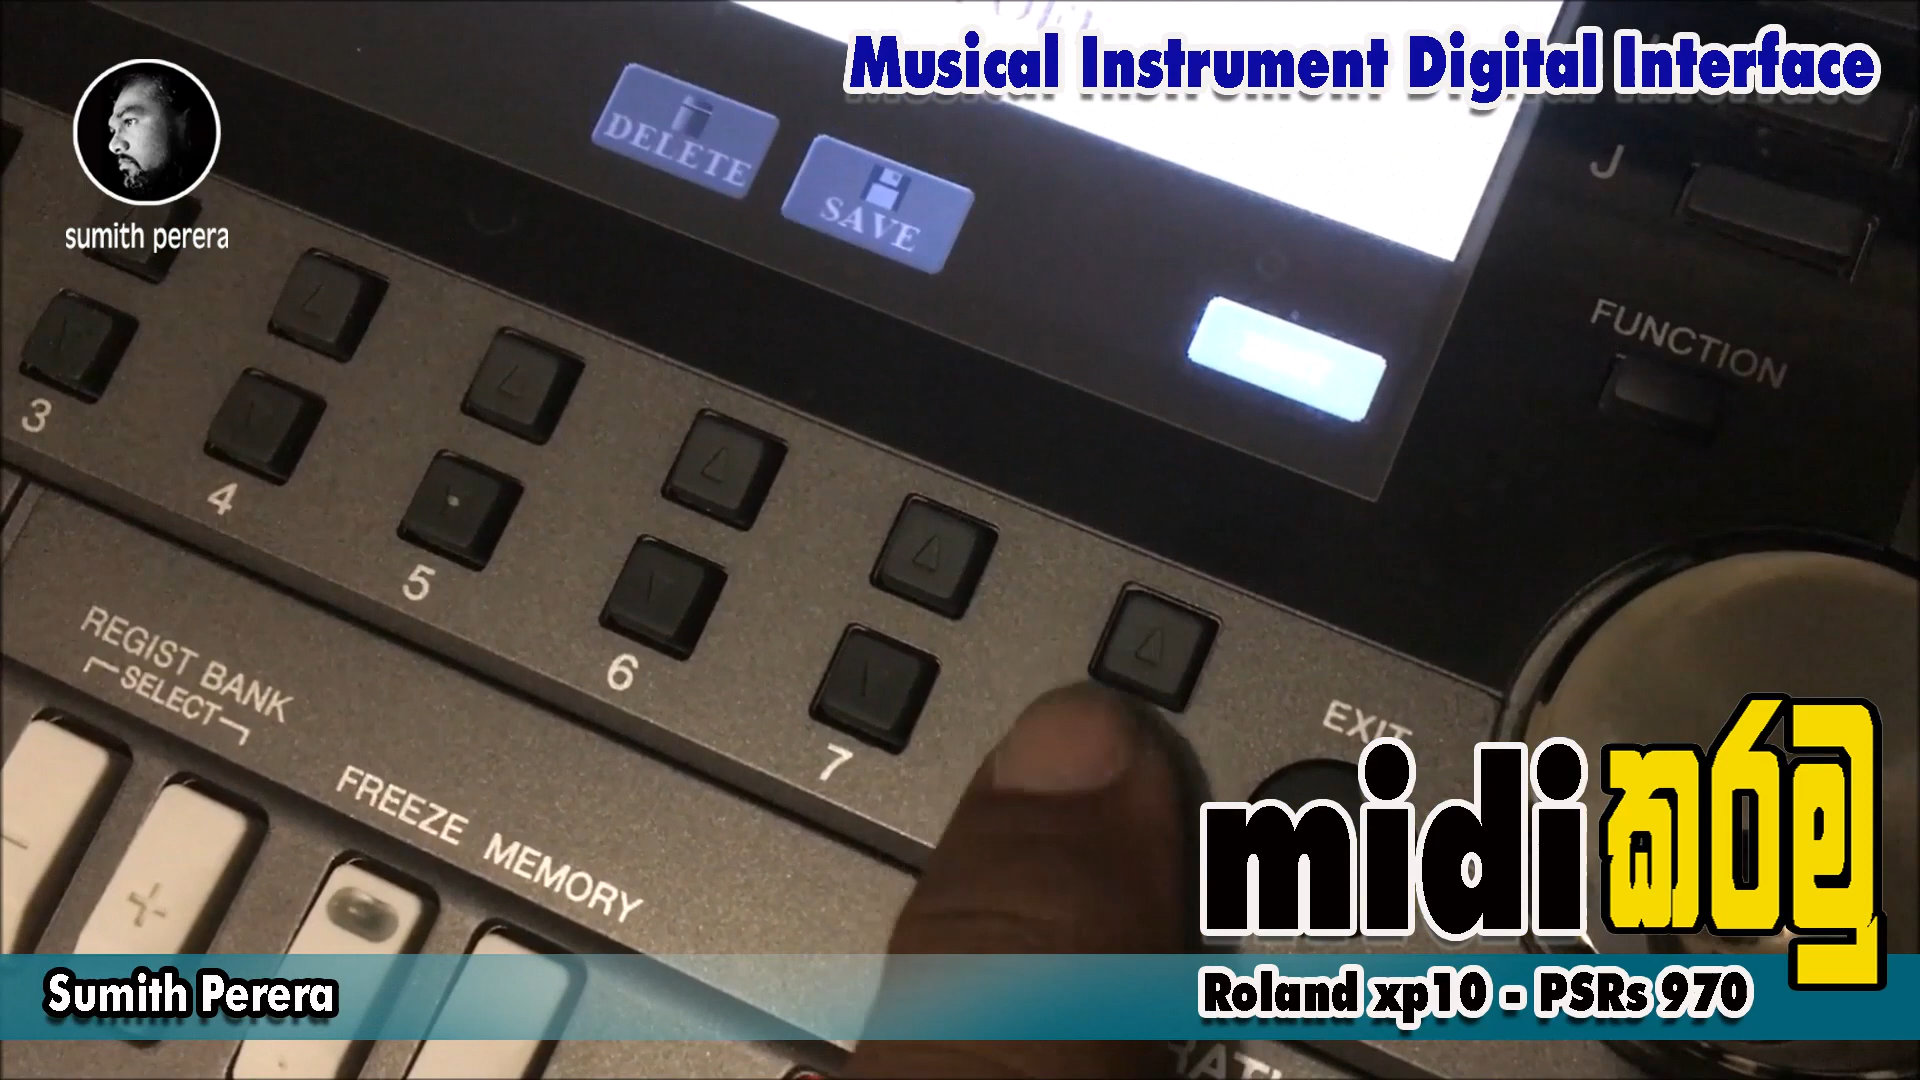 Musical Instrument Digital Interface
sumith perera
DELETE
SAVE
J
FUNCTION
3
4
5
6
7
EXIT
REGIST BANK
SELECT
FREEZE MEMORY
- +
midi කරමු
Sumith Perera
Roland xp10 - PSRs 970